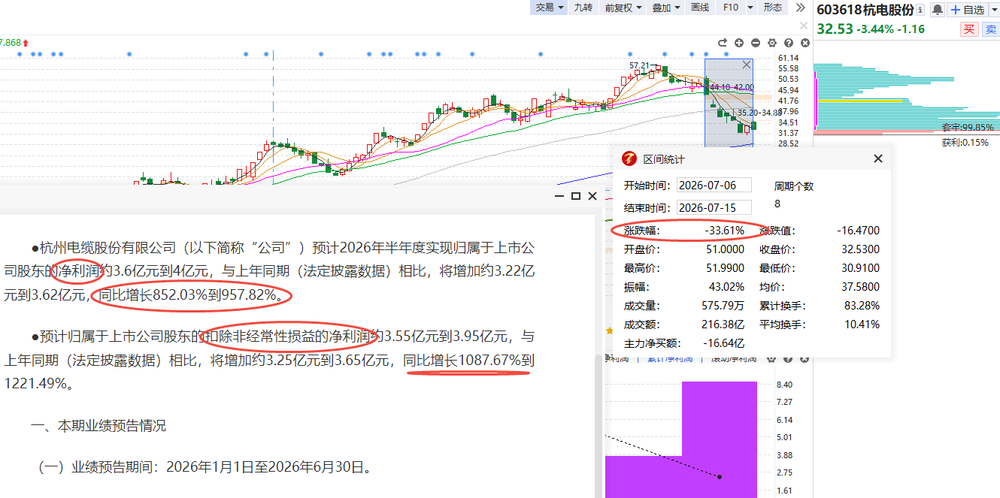 交易 九转 前复权 叠加 画线 F10 形态
603618杭电股份 自选
32.53 -3.44% -1.16 买 卖
7.868
57.21
44.10-42.00
35.20-34.88
61.14
55.58
50.53
45.94
41.76
37.96
34.51
31.37
28.52
套牢:99.85%
获利:0.15%
区间统计
开始时间: 2026-07-06 周期个数
结束时间: 2026-07-15 8
涨跌幅: -33.61% 涨跌值: -16.4700
开盘价: 51.0000 收盘价: 32.5300
最高价: 51.9900 最低价: 30.9100
振幅: 43.02% 均价: 37.5800
成交量: 575.79万 累计换手: 83.28%
成交额: 216.38亿 平均换手: 10.41%
主力净买额: -16.64亿
●杭州电缆股份有限公司（以下简称“公司”）预计2026年半年度实现归属于上市公
司股东的净利润约3.6亿元到4亿元，与上年同期（法定披露数据）相比，将增加约3.22亿
元到3.62亿元，同比增长852.03%到957.82%。
●预计归属于上市公司股东的扣除非经常性损益的净利润约3.55亿元到3.95亿元，与
上年同期（法定披露数据）相比，将增加约3.25亿元到3.65亿元，同比增长1087.67%到
1221.49%。
一、本期业绩预告情况
（一）业绩预告期间：2026年1月1日至2026年6月30日。
净利润 累计净利润 滚动净利润
8.40
7.27
6.14
5.01
3.88
2.75
1.61